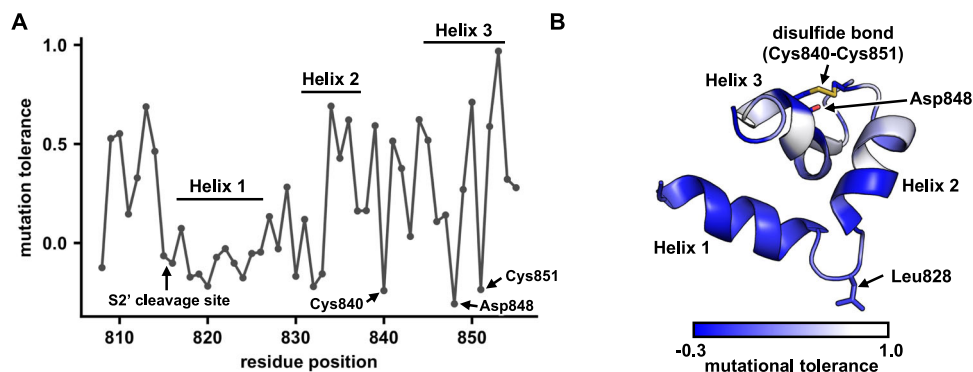 A
mutation tolerance
1.0
0.5
0.0
Helix 1
Helix 2
Helix 3
S2' cleavage site
Cys840
Asp848
Cys851
810
820
830
840
850
residue position
B
disulfide bond
(Cys840-Cys851)
Helix 3
Asp848
Helix 2
Helix 1
Leu828
-0.3
1.0
mutational tolerance